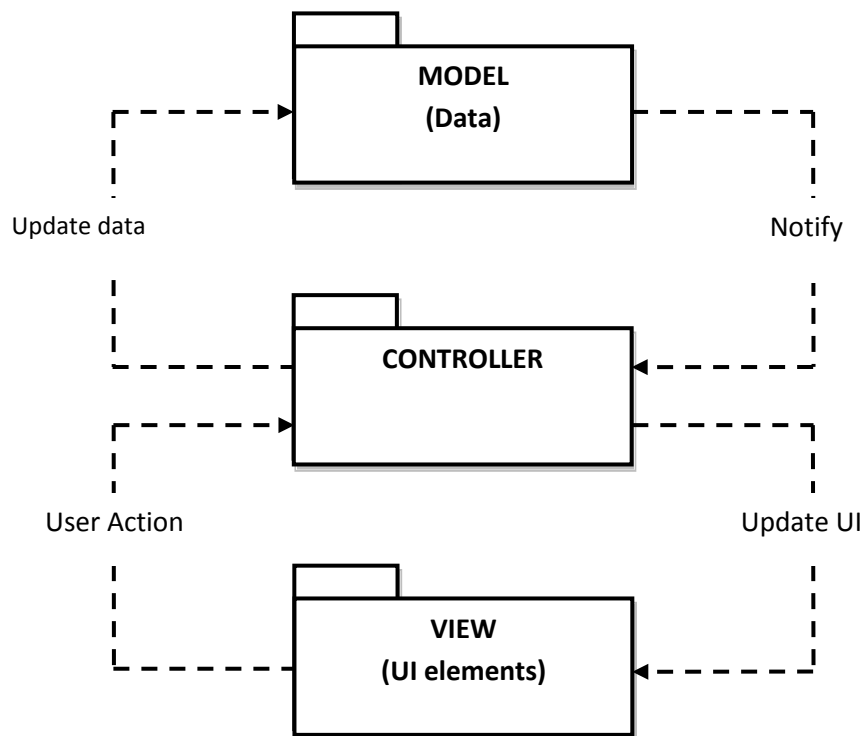 MODEL
(Data)
Update data
Notify
CONTROLLER
User Action
Update UI
VIEW
(UI elements)